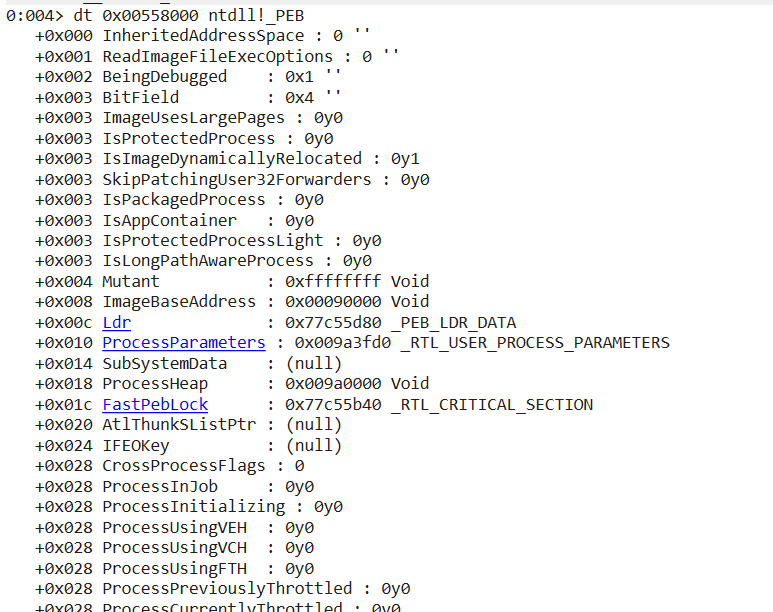 0:004> dt 0x00558000 ntdll!_PEB
+0x000 InheritedAddressSpace : 0 ''
+0x001 ReadImageFileExecOptions : 0 ''
+0x002 BeingDebugged    : 0x1 ''
+0x003 BitField         : 0x4 ''
+0x003 ImageUsesLargePages : 0y0
+0x003 IsProtectedProcess : 0y0
+0x003 IsImageDynamicallyRelocated : 0y1
+0x003 SkipPatchingUser32Forwarders : 0y0
+0x003 IsPackagedProcess : 0y0
+0x003 IsAppContainer   : 0y0
+0x003 IsProtectedProcessLight : 0y0
+0x003 IsLongPathAwareProcess : 0y0
+0x004 Mutant           : 0xffffffff Void
+0x008 ImageBaseAddress : 0x00090000 Void
+0x00c Ldr              : 0x77c55d80 _PEB_LDR_DATA
+0x010 ProcessParameters : 0x009a3fd0 _RTL_USER_PROCESS_PARAMETERS
+0x014 SubSystemData    : (null)
+0x018 ProcessHeap      : 0x009a0000 Void
+0x01c FastPebLock      : 0x77c55b40 _RTL_CRITICAL_SECTION
+0x020 AtlThunkSListPtr : (null)
+0x024 IFEOKey          : (null)
+0x028 CrossProcessFlags : 0
+0x028 ProcessInJob     : 0y0
+0x028 ProcessInitializing : 0y0
+0x028 ProcessUsingVEH  : 0y0
+0x028 ProcessUsingVCH  : 0y0
+0x028 ProcessUsingFTH  : 0y0
+0x028 ProcessPreviouslyThrottled : 0y0
+0x028 ProcessCurrentlyThrottled : 0y0